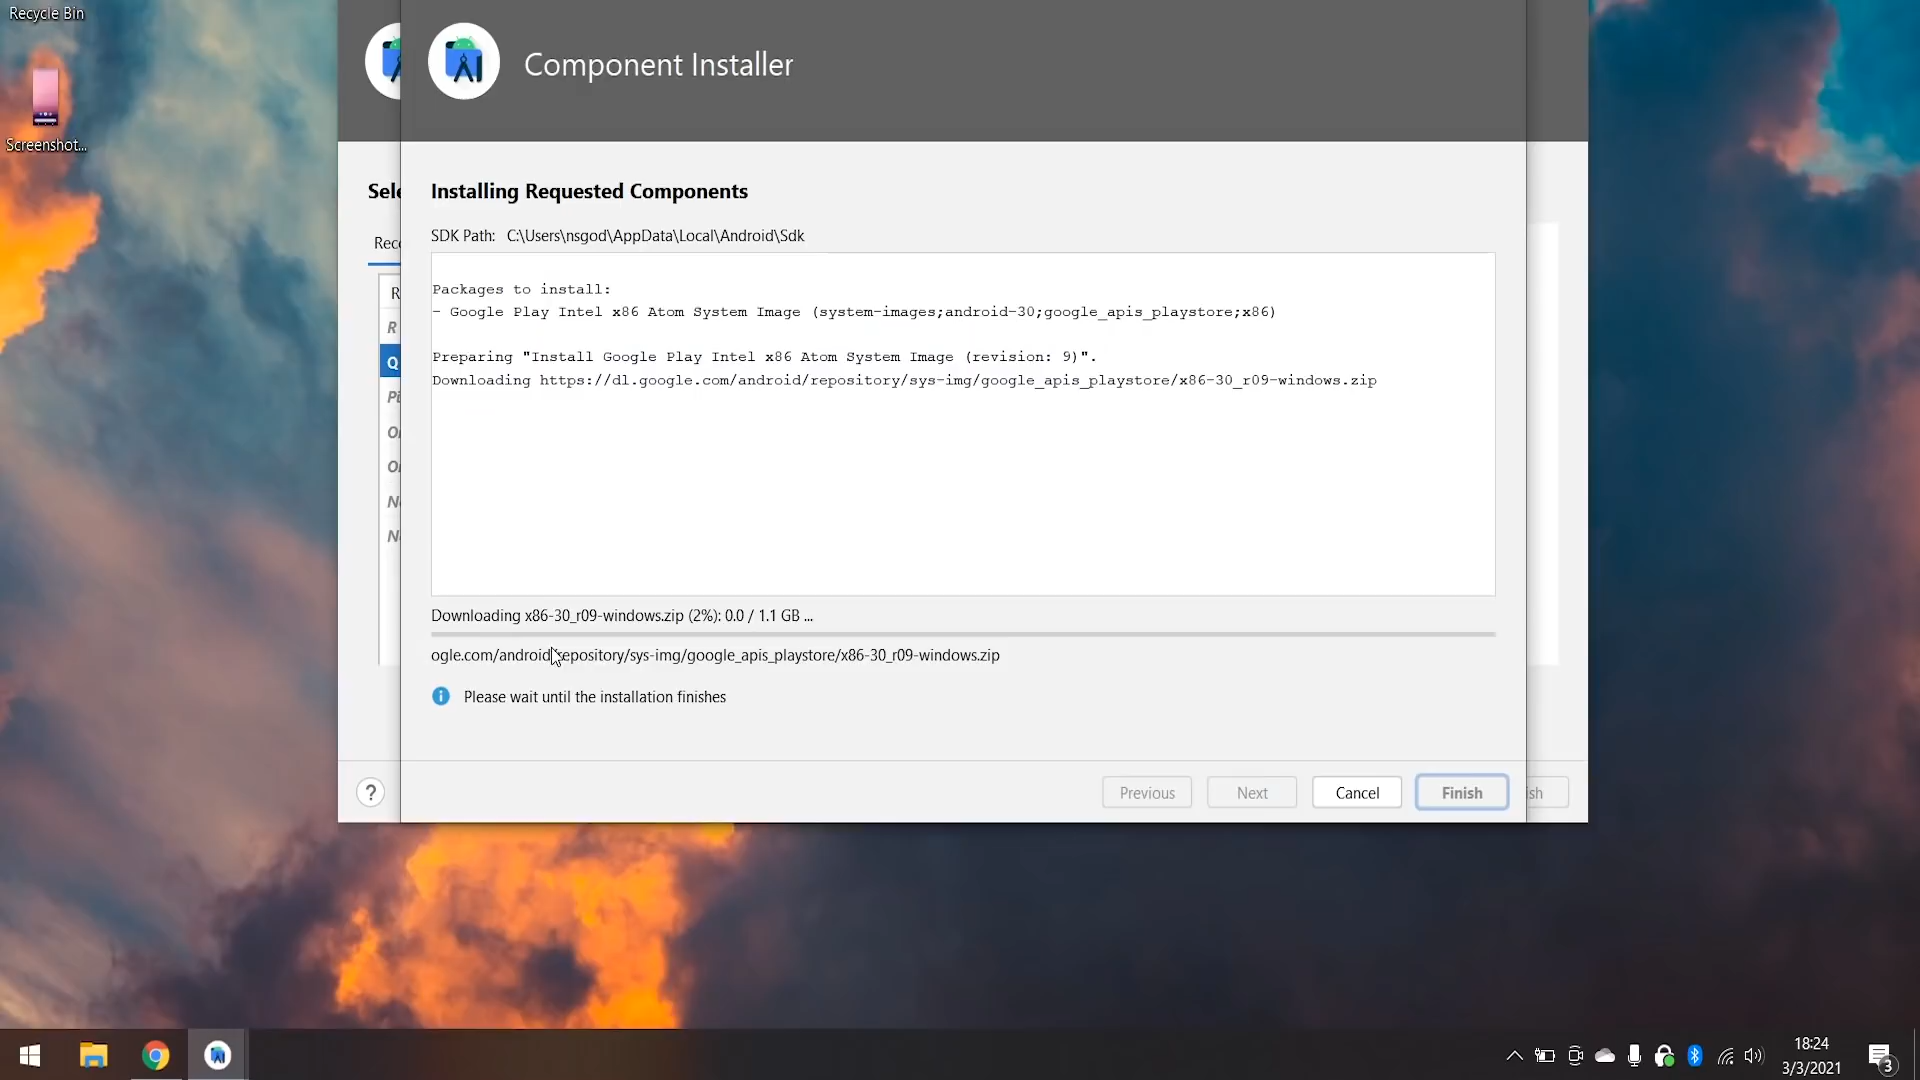 Recycle Bin
Screenshot...
Component Installer
Sele
Installing Requested Components
SDK Path: C:\Users\nsgod\AppData\Local\Android\Sdk
Reco
R
R
Q
Pi
O
O
N
N
Packages to install:
- Google Play Intel x86 Atom System Image (system-images;android-30;google_apis_playstore;x86)
Preparing "Install Google Play Intel x86 Atom System Image (revision: 9)".
Downloading https://dl.google.com/android/repository/sys-img/google_apis_playstore/x86-30_r09-windows.zip
Downloading x86-30_r09-windows.zip (2%): 0.0 / 1.1 GB ...
ogle.com/android/repository/sys-img/google_apis_playstore/x86-30_r09-windows.zip
Please wait until the installation finishes
?
Previous
Next
Cancel
Finish
ish
18:24
3/3/2021
3